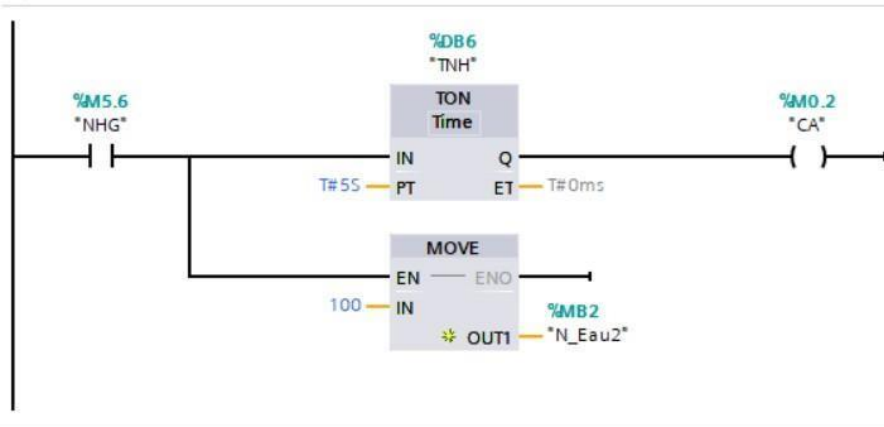 %DB6
"TNH"
%M5.6
"NHG"
TON
Time
%M0.2
"CA"
IN
Q
T#5S
PT
ET
T#0ms
MOVE
EN
ENO
100
IN
%MB2
OUT1
"N_Eau2"